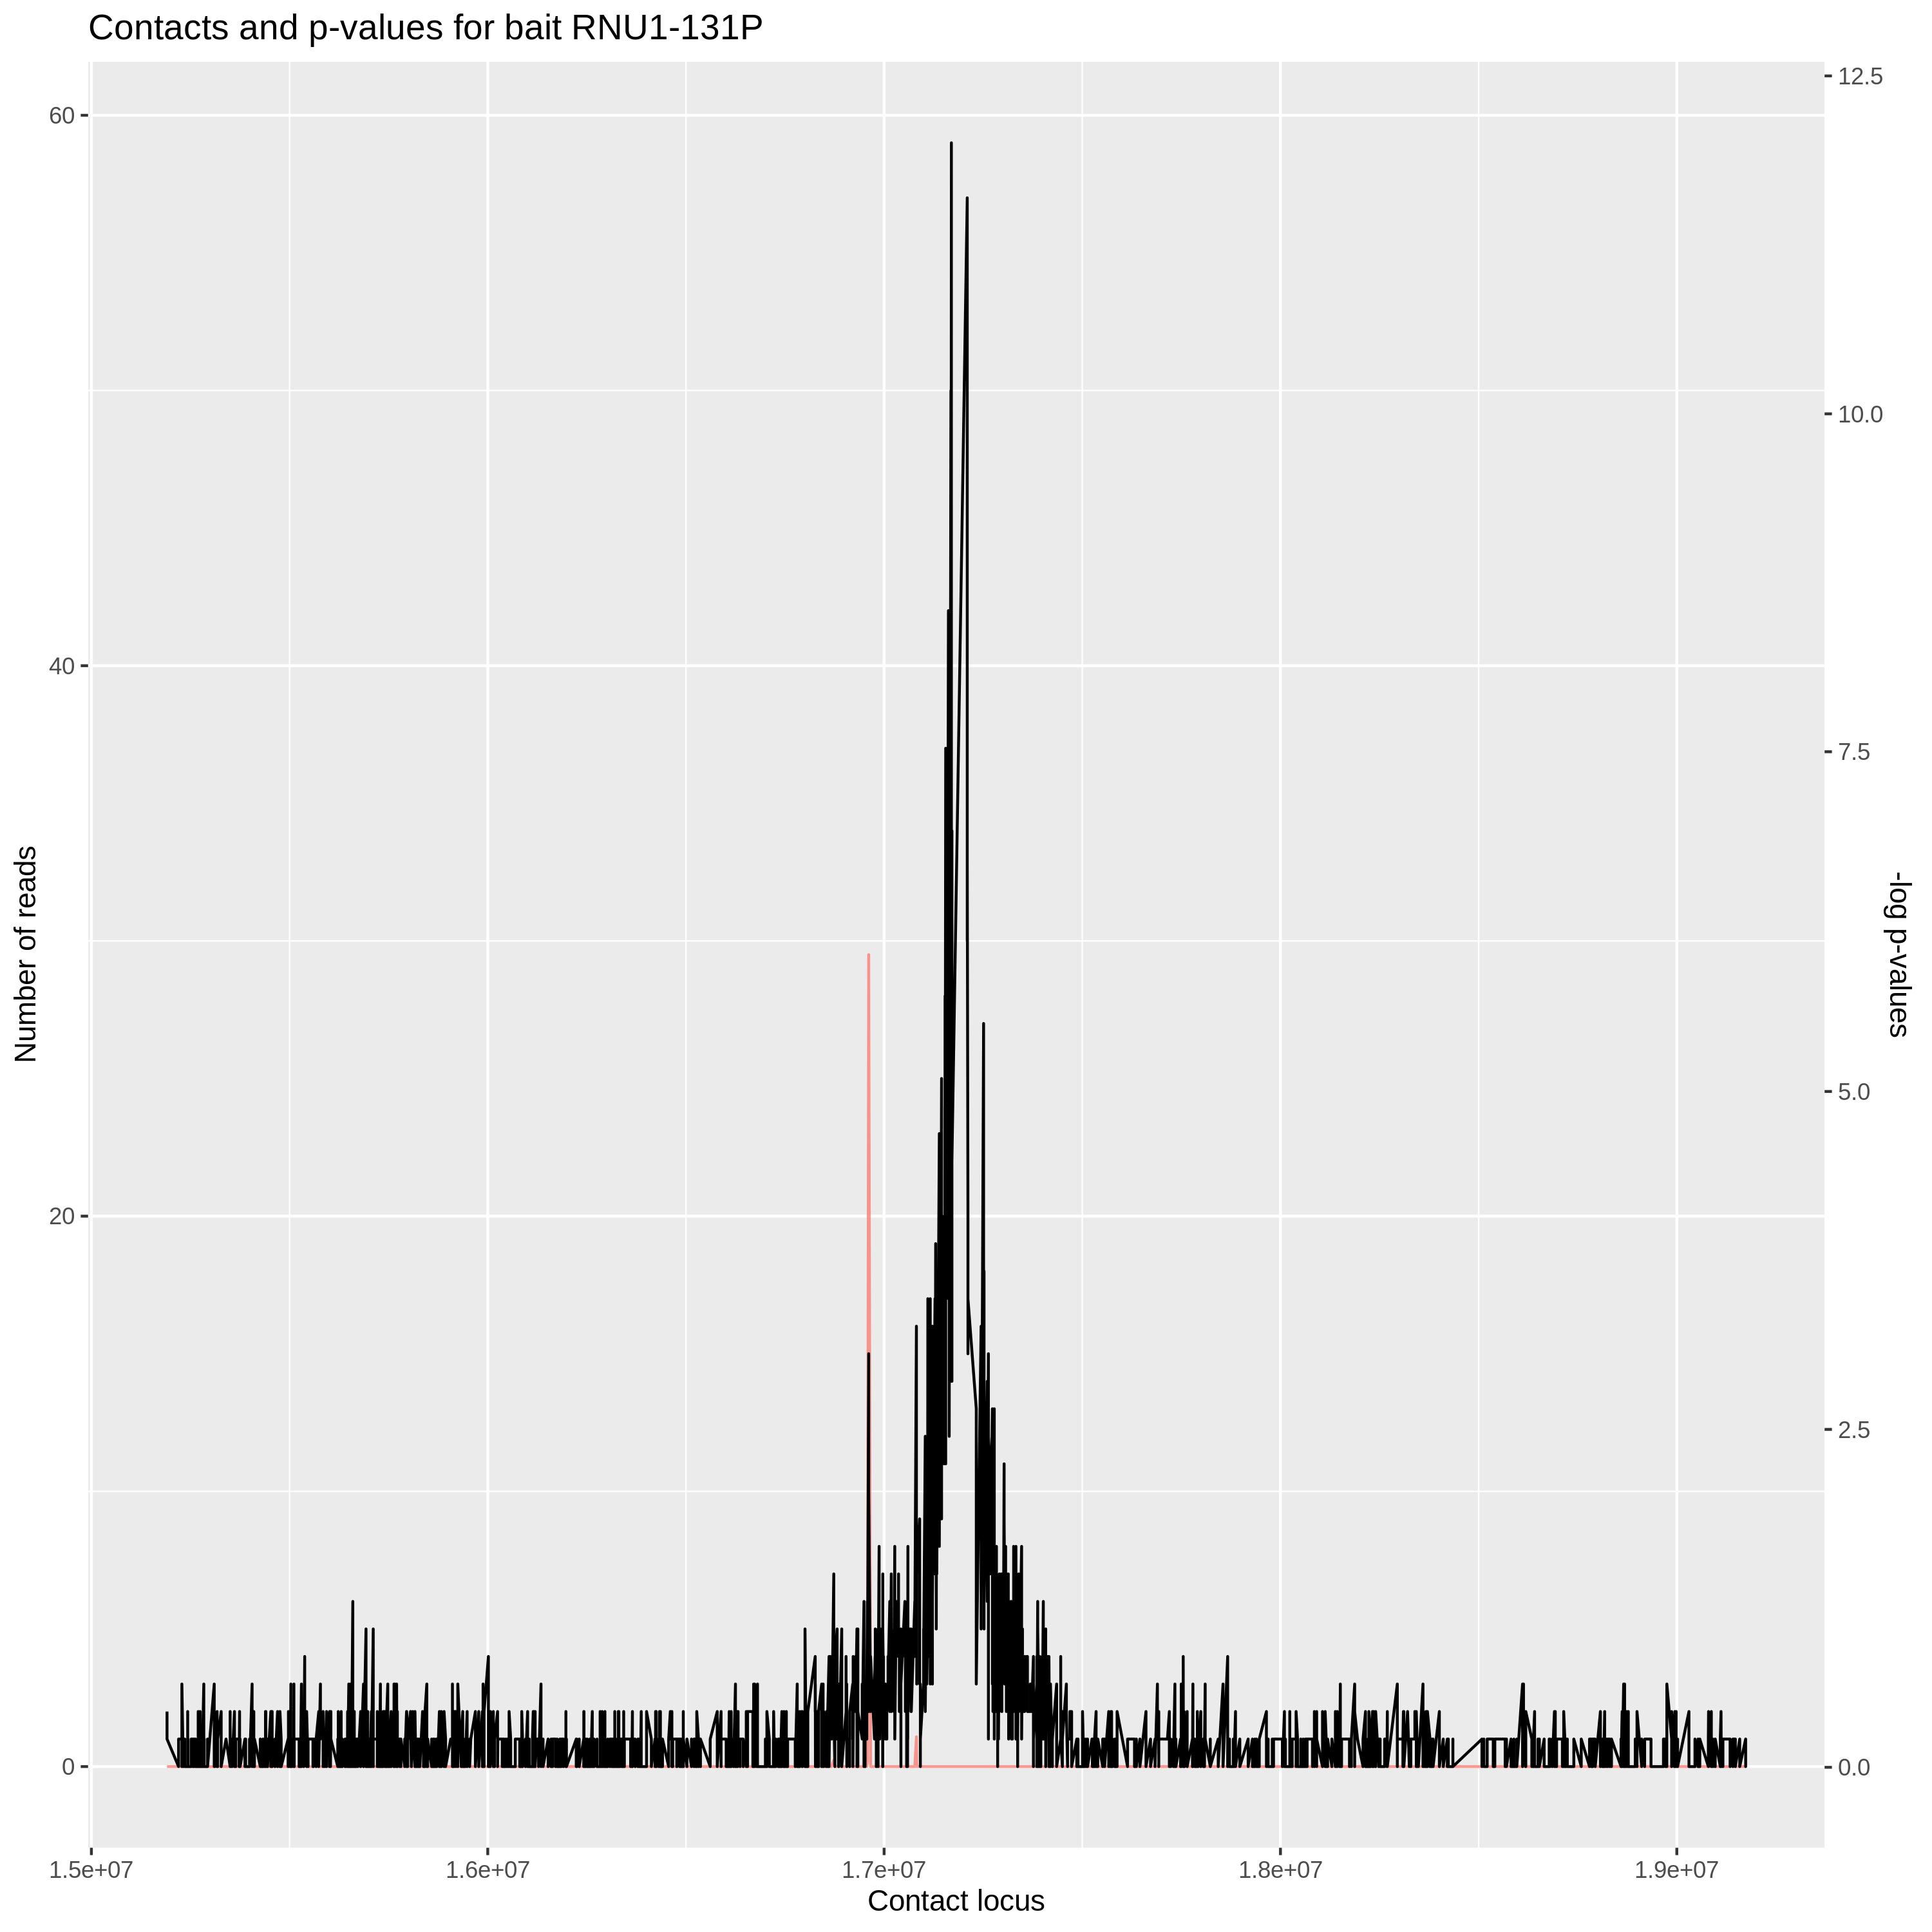 Contacts and p-values for bait RNU1-131P
60
40
20
0
Number of reads
12.5
10.0
7.5
5.0
2.5
0.0
-log p-values
1.5e+07
1.6e+07
1.7e+07
1.8e+07
1.9e+07
Contact locus